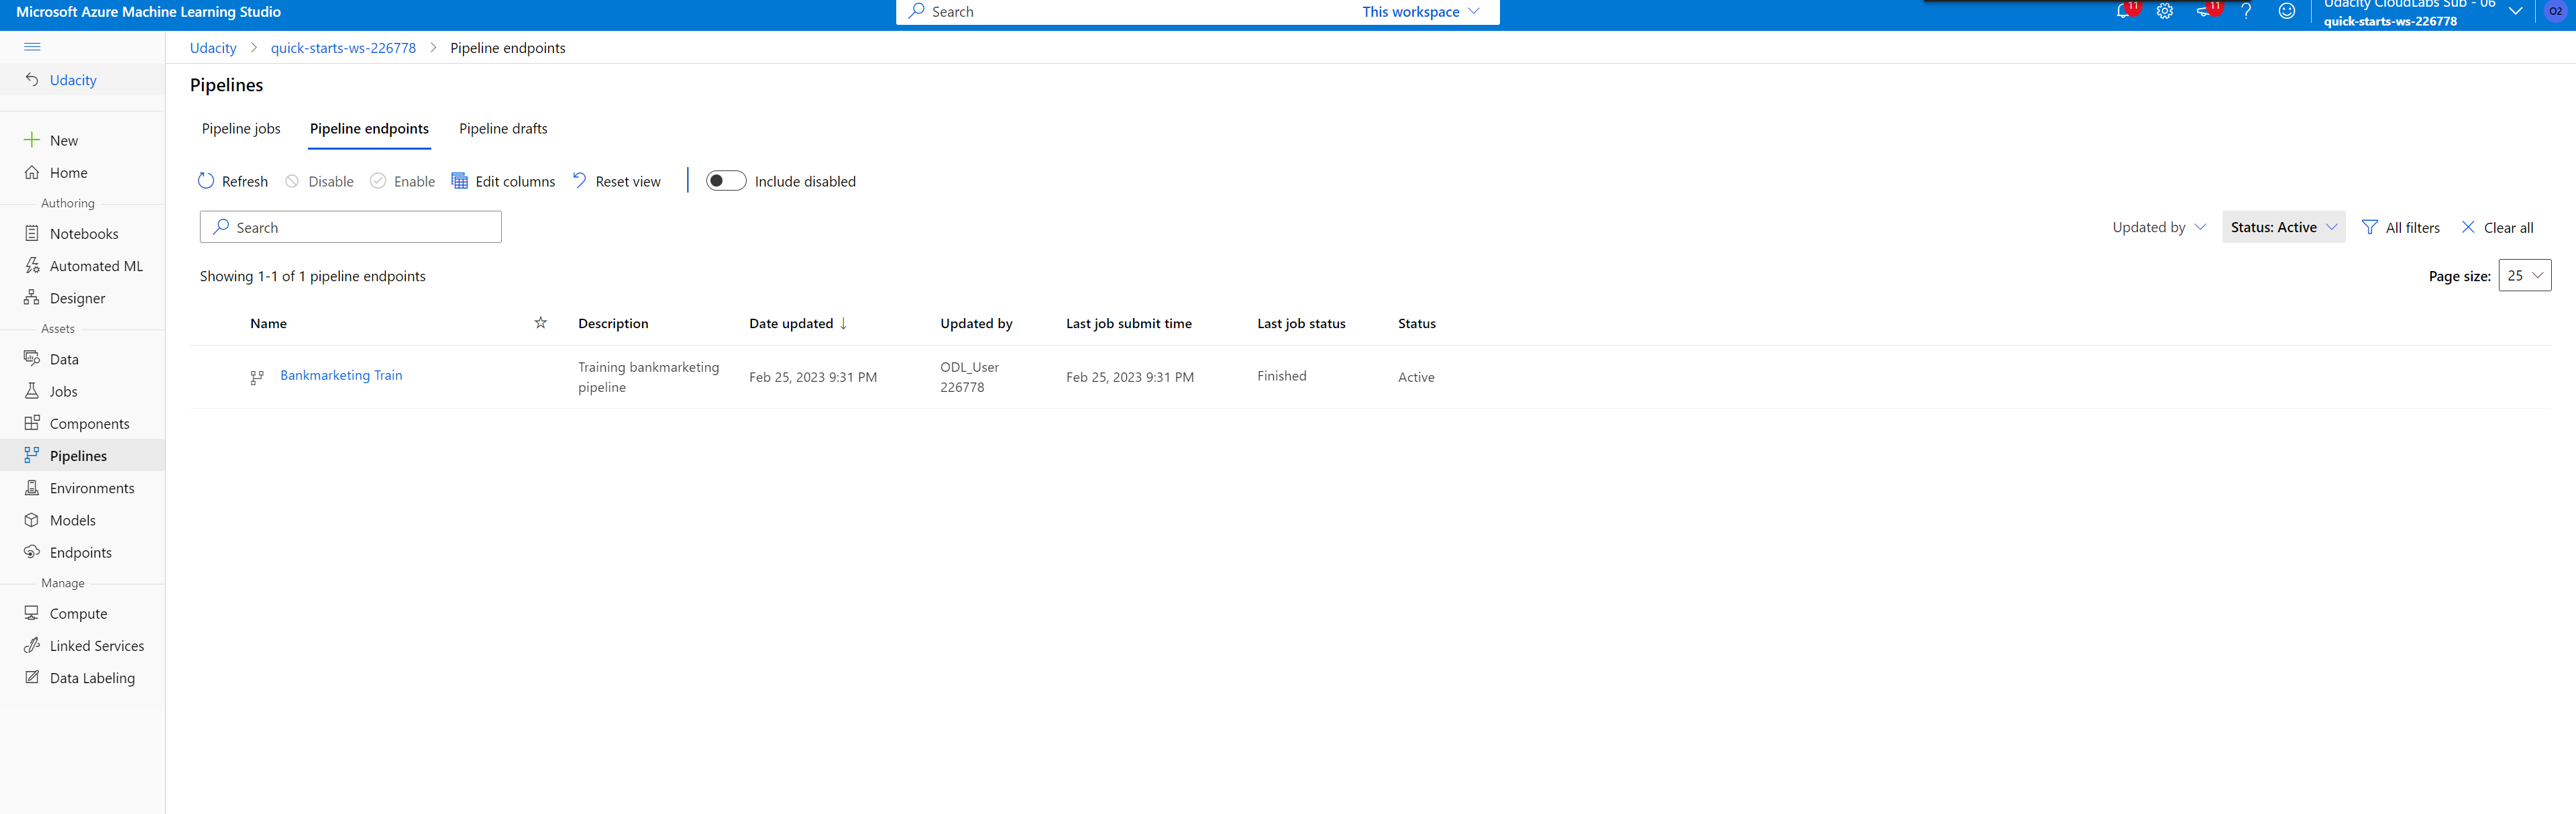 Microsoft Azure Machine Learning Studio
Search
This workspace
11
11
Udacity CloudLabs Sub - 06
quick-starts-ws-226778
O2
Udacity
quick-starts-ws-226778
Pipeline endpoints
Udacity
New
Home
Authoring
Notebooks
Automated ML
Designer
Assets
Data
Jobs
Components
Pipelines
Environments
Models
Endpoints
Manage
Compute
Linked Services
Data Labeling
Pipelines
Pipeline jobs
Pipeline endpoints
Pipeline drafts
Refresh
Disable
Enable
Edit columns
Reset view
Include disabled
Search
Updated by
Status: Active
All filters
Clear all
Showing 1-1 of 1 pipeline endpoints
Page size:
25
Name
Description
Date updated
Updated by
Last job submit time
Last job status
Status
Bankmarketing Train
Training bankmarketing
pipeline
Feb 25, 2023 9:31 PM
ODL_User
226778
Feb 25, 2023 9:31 PM
Finished
Active